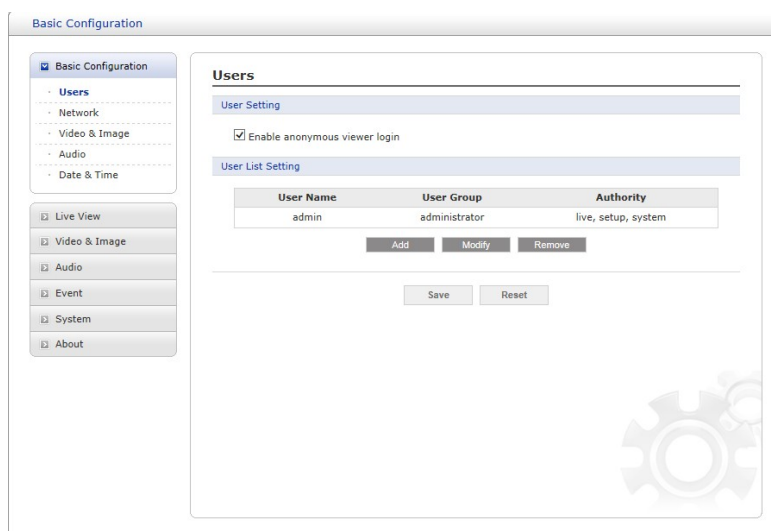 Basic Configuration
Basic Configuration
Users
Network
Video & Image
Audio
Date & Time
Live View
Video & Image
Audio
Event
System
About
Users
User Setting
Enable anonymous viewer login
User List Setting
User Name User Group Authority
admin administrator live, setup, system
Add Modify Remove
Save Reset